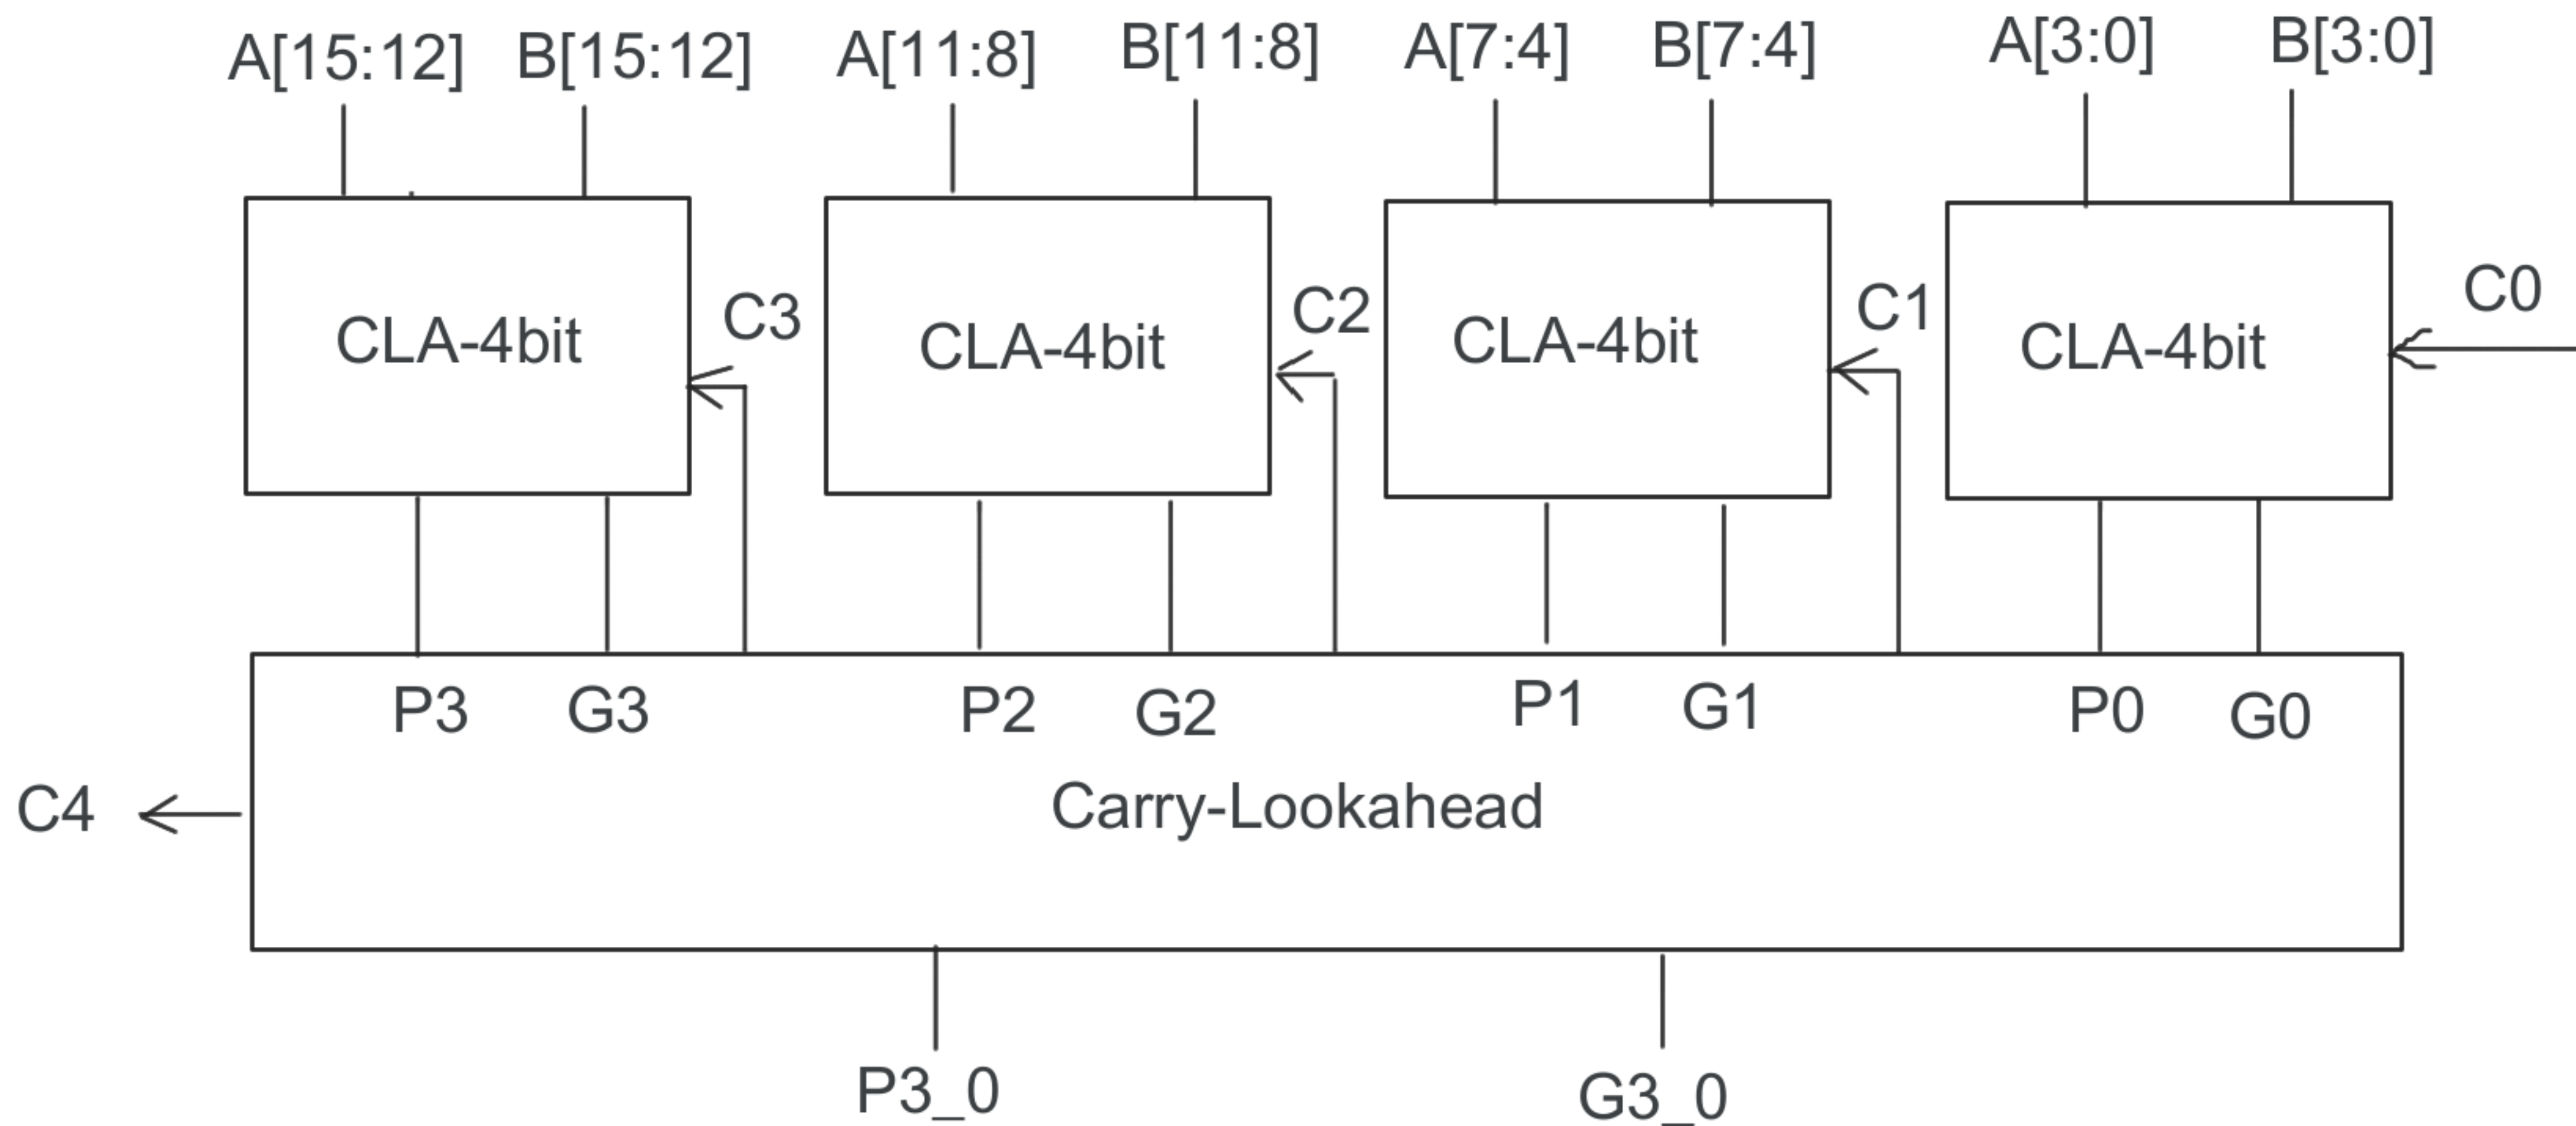 A[15:12] B[15:12] A[11:8] B[11:8] A[7:4] B[7:4] A[3:0] B[3:0]
C3 C2 C1 C0
CLA-4bit CLA-4bit CLA-4bit CLA-4bit
P3 G3 P2 G2 P1 G1 P0 G0
C4 Carry-Lookahead
P3_0 G3_0